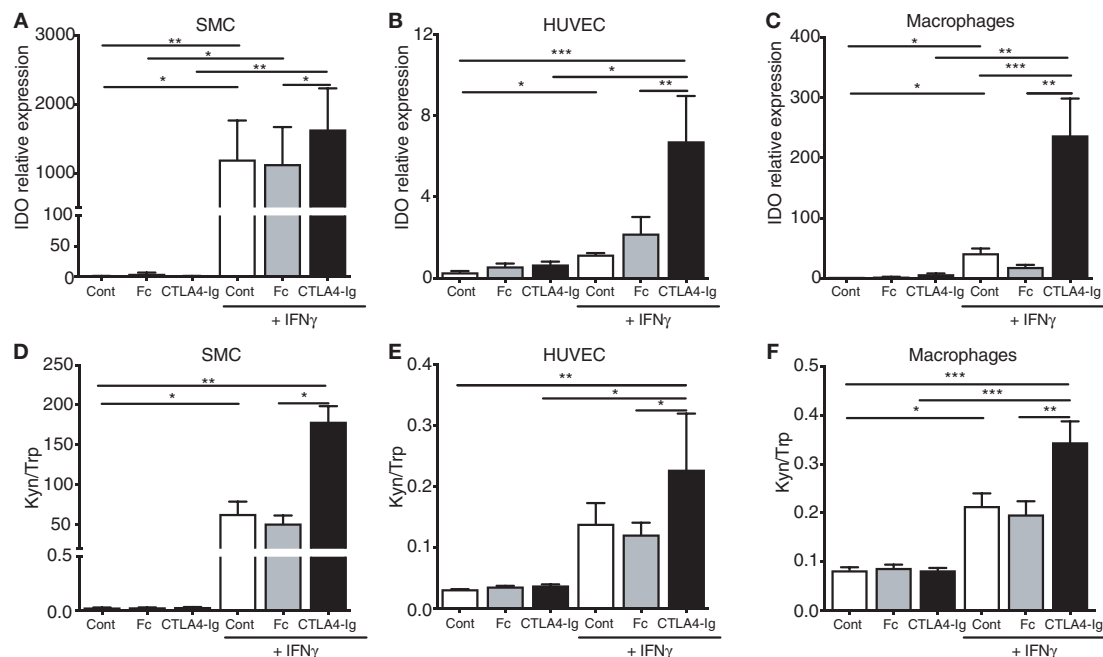 A
SMC
IDO relative expression
3000
2000
1000
100
50
0
**
*
**
*
*
Cont Fc CTLA4-Ig Cont Fc CTLA4-Ig
+ IFNγ
B
HUVEC
IDO relative expression
12
8
4
0
***
*
*
**
Cont Fc CTLA4-Ig Cont Fc CTLA4-Ig
+ IFNγ
C
Macrophages
IDO relative expression
400
300
200
100
0
*
**
***
*
**
Cont Fc CTLA4-Ig Cont Fc CTLA4-Ig
+ IFNγ
D
SMC
Kyn/Trp
250
200
150
100
50
0.5
0.0
**
*
*
Cont Fc CTLA4-Ig Cont Fc CTLA4-Ig
+ IFNγ
E
HUVEC
Kyn/Trp
0.4
0.3
0.2
0.1
0.0
**
*
*
Cont Fc CTLA4-Ig Cont Fc CTLA4-Ig
+ IFNγ
F
Macrophages
Kyn/Trp
0.5
0.4
0.3
0.2
0.1
0.0
***
***
*
**
Cont Fc CTLA4-Ig Cont Fc CTLA4-Ig
+ IFNγ